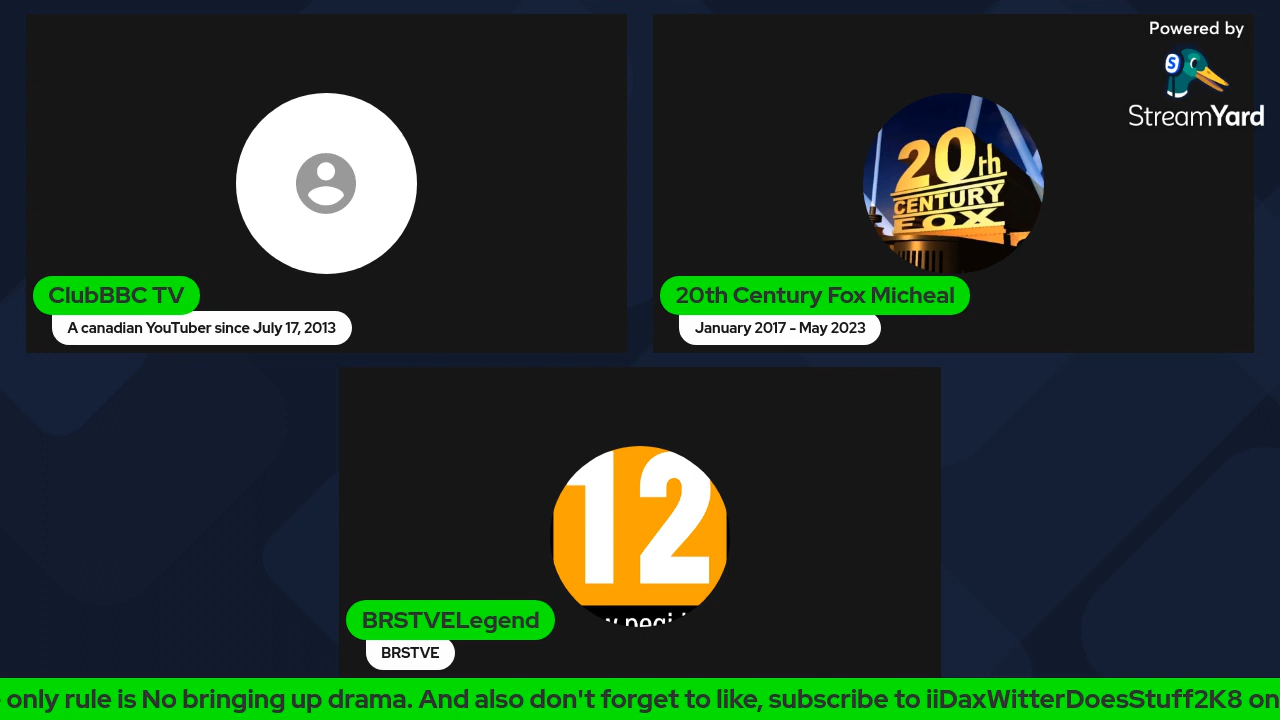 Powered by
S
StreamYard
20th
CENTURY
FOX
ClubBBC TV
A canadian YouTuber since July 17, 2013
20th Century Fox Micheal
January 2017 - May 2023
12
BRSTVELegend
BRSTVE
only rule is No bringing up drama. And also don't forget to like, subscribe to iiDaxWitterDoesStuff2K8 on